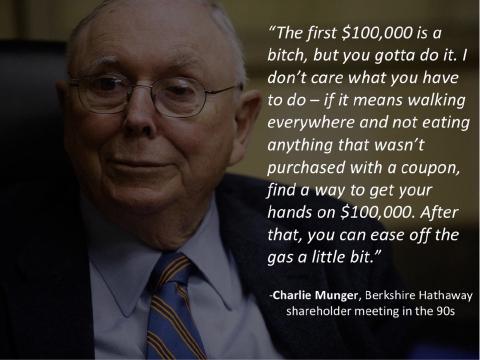 “The first $100,000 is a
bitch, but you gotta do it. I
don’t care what you have
to do – if it means walking
everywhere and not eating
anything that wasn’t
purchased with a coupon,
find a way to get your
hands on $100,000. After
that, you can ease off the
gas a little bit.”
-Charlie Munger, Berkshire Hathaway
shareholder meeting in the 90s